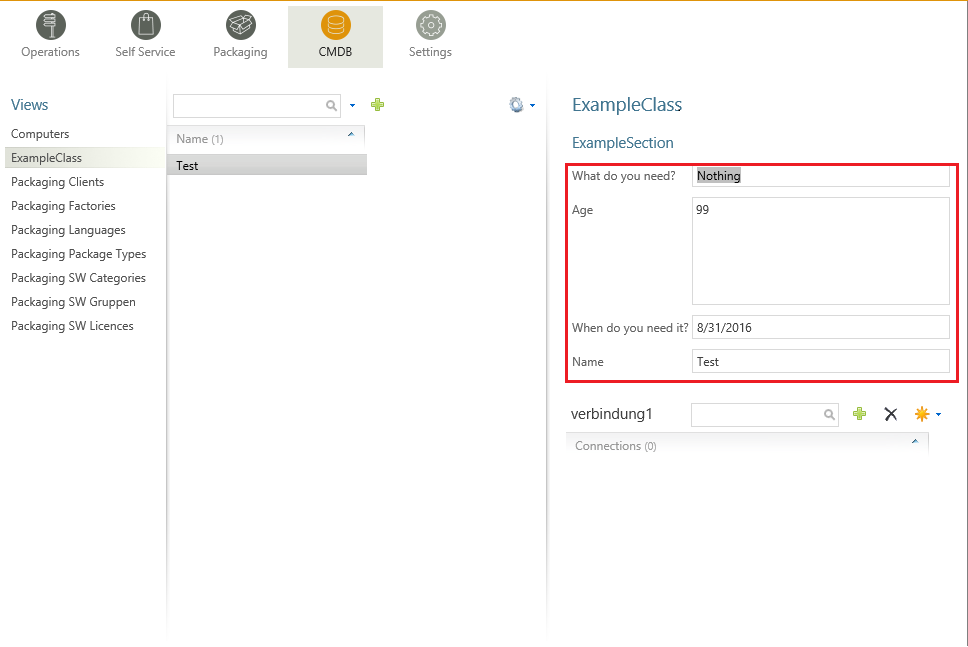 Operations
Self Service
Packaging
CMDB
Settings
Views
Computers
ExampleClass
Packaging Clients
Packaging Factories
Packaging Languages
Packaging Package Types
Packaging SW Categories
Packaging SW Gruppen
Packaging SW Licences
Name (1)
Test
ExampleClass
ExampleSection
What do you need? Nothing
Age 99
When do you need it? 8/31/2016
Name Test
verbindung1
Connections (0)